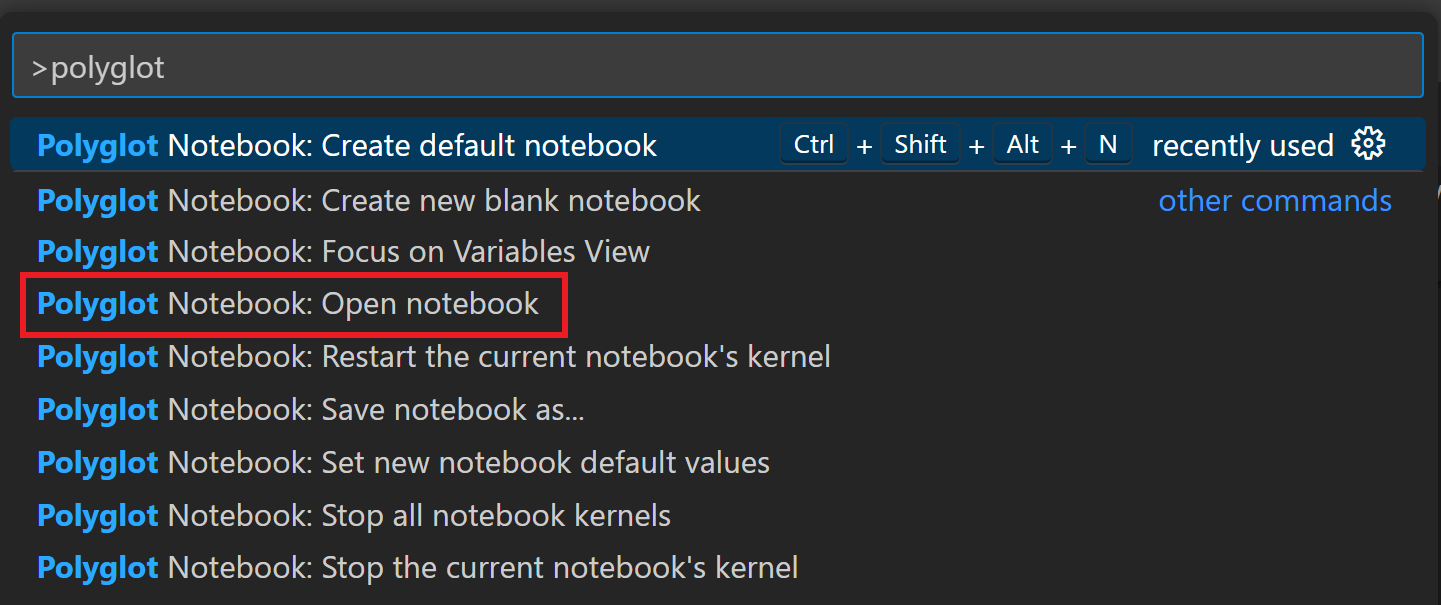 >polyglot
Polyglot Notebook: Create default notebook Ctrl + Shift + Alt + N recently used
Polyglot Notebook: Create new blank notebook other commands
Polyglot Notebook: Focus on Variables View
Polyglot Notebook: Open notebook
Polyglot Notebook: Restart the current notebook's kernel
Polyglot Notebook: Save notebook as...
Polyglot Notebook: Set new notebook default values
Polyglot Notebook: Stop all notebook kernels
Polyglot Notebook: Stop the current notebook's kernel